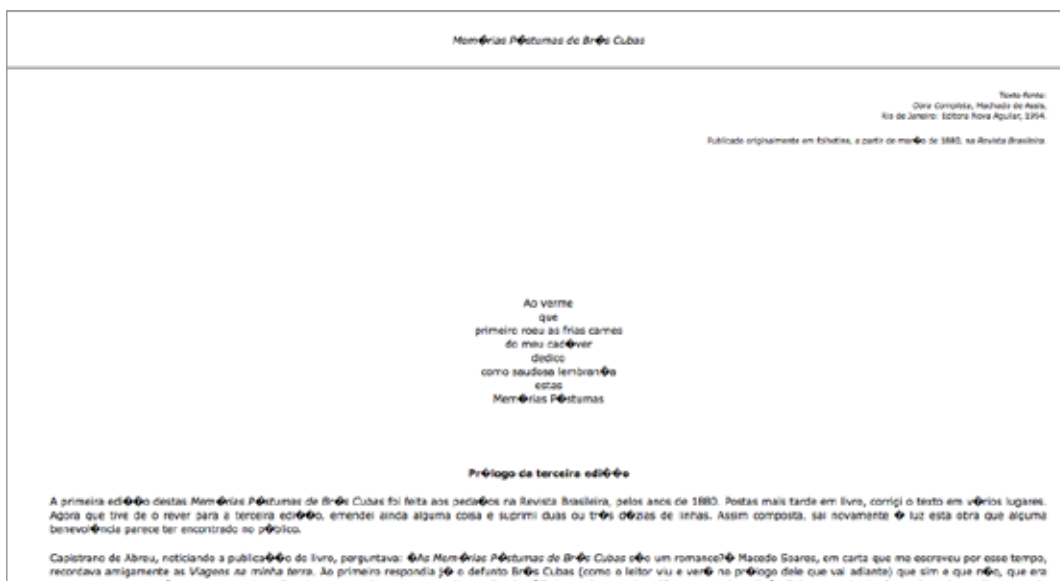 Mem�rias P�stumas de Br�s Cubas
Texto Fonte:
Obra Completa, Machado de Assis,
Rio de Janeiro: Editora Nova Aguilar, 1994.
Publicado originalmente em folhetins, a partir de mar�o de 1880, na Revista Brasileira.
Ao verme
que
primeiro roeu as frias carnes
do meu cad�ver
dedico
como saudosa lembran�a
estas
Mem�rias P�stumas
Pr�logo da terceira edi��o
A primeira edi��o destas Mem�rias P�stumas de Br�s Cubas foi feita aos peda�os na Revista Brasileira, pelos anos de 1880. Postas mais tarde em livro, corrigi o texto em v�rios lugares.
Agora que tive de o rever para a terceira edi��o, emendei ainda alguma coisa e suprimi duas ou tr�s d�zias de linhas. Assim composta, sai novamente � luz esta obra que alguma
benevol�ncia parece ter encontrado no p�blico.
Capistrano de Abreu, noticiando a publica��o do livro, perguntava: �As Mem�rias P�stumas de Br�s Cubas s�o um romance?� Macedo Soares, em carta que me escreveu por esse tempo,
recordava amigamente as Viagens na minha terra. Ao primeiro respondia j� o defunto Br�s Cubas (como o leitor viu e ver� no pr�logo dele que vai adiante) que sim e que n�o, que era